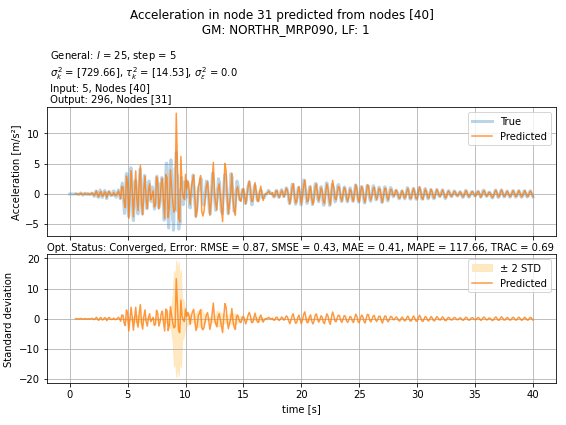 Acceleration in node 31 predicted from nodes [40]
GM: NORTHR_MRP090, LF: 1
General: l = 25, step = 5
σ²ₖ = [729.66], τ²ₖ = [14.53], σ²ε = 0.0
Input: 5, Nodes [40]
Output: 296, Nodes [31]
Acceleration [m/s²]
10
5
0
−5
True
Predicted
Opt. Status: Converged, Error: RMSE = 0.87, SMSE = 0.43, MAE = 0.41, MAPE = 117.66, TRAC = 0.69
Standard deviation
20
10
0
−10
−20
± 2 STD
Predicted
0 5 10 15 20 25 30 35 40
time [s]